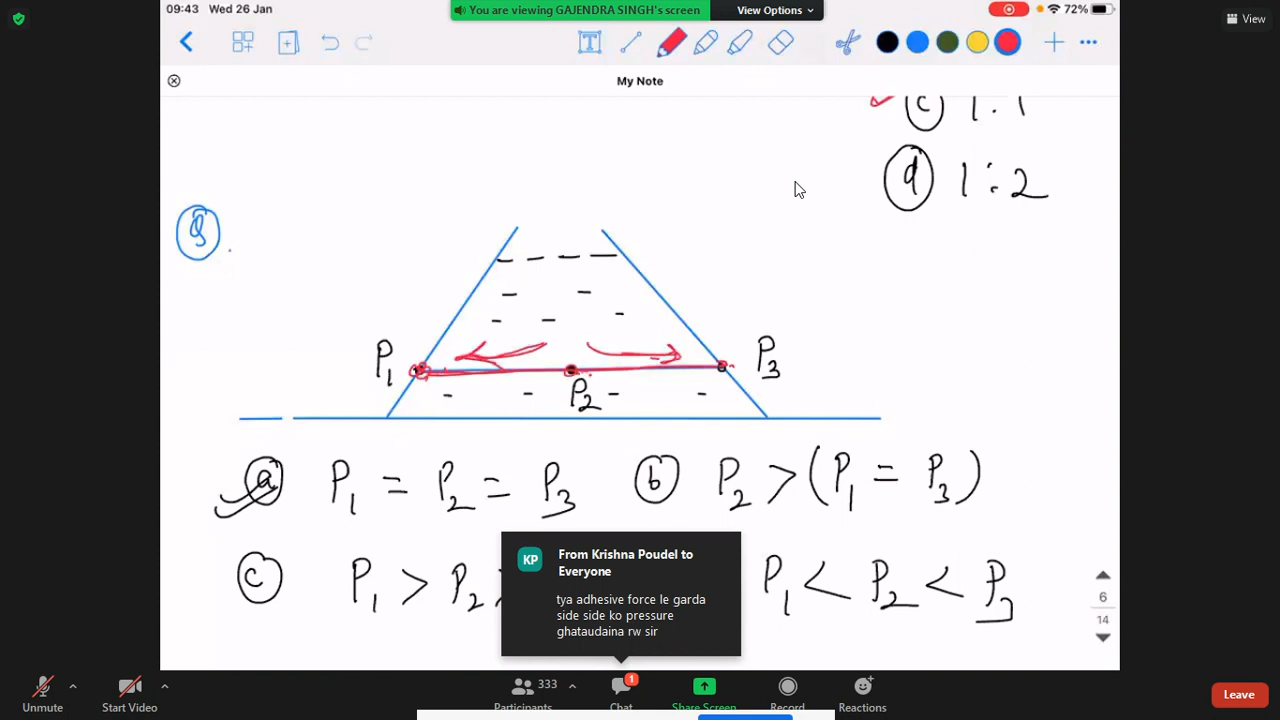 09:43 Wed 26 Jan
You are viewing GAJENDRA SINGH's screen
View Options
72%
View
My Note
(c) 1:1
(d) 1:2
Q.
P₁
P₂
P₃
(a) P₁ = P₂ = P₃
(b) P₂ > (P₁ = P₃)
(c) P₁ > P₂
P₁ < P₂ < P₃
KP
From Krishna Poudel to
Everyone
tya adhesive force le garda
side side ko pressure
ghataudaina rw sir
6
14
Unmute
Start Video
333
Participants
1
Chat
Share Screen
Record
Reactions
Leave